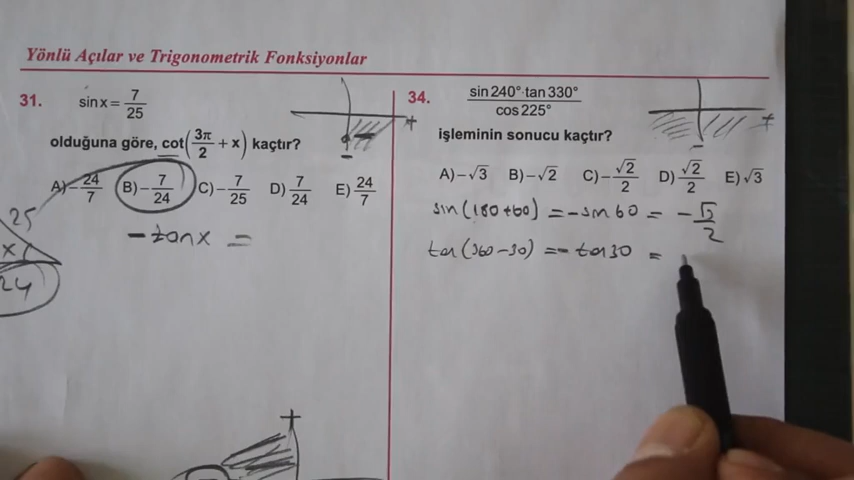 Yönlü Açılar ve Trigonometrik Fonksiyonlar
31. sin x = 7/25
olduğuna göre, cot(3π/2 + x) kaçtır?
A) -24/7 B) -7/24 C) -7/25 D) 7/24 E) 24/7
25
x
24
-tan x =
+
-
+
34. sin 240° · tan 330° / cos 225°
işleminin sonucu kaçtır?
A) -√3 B) -√2 C) -√2/2 D) √2/2 E) √3
sin(180+60) = -sin 60 = -√3/2
tan(360-30) = -tan 30 =
+
-